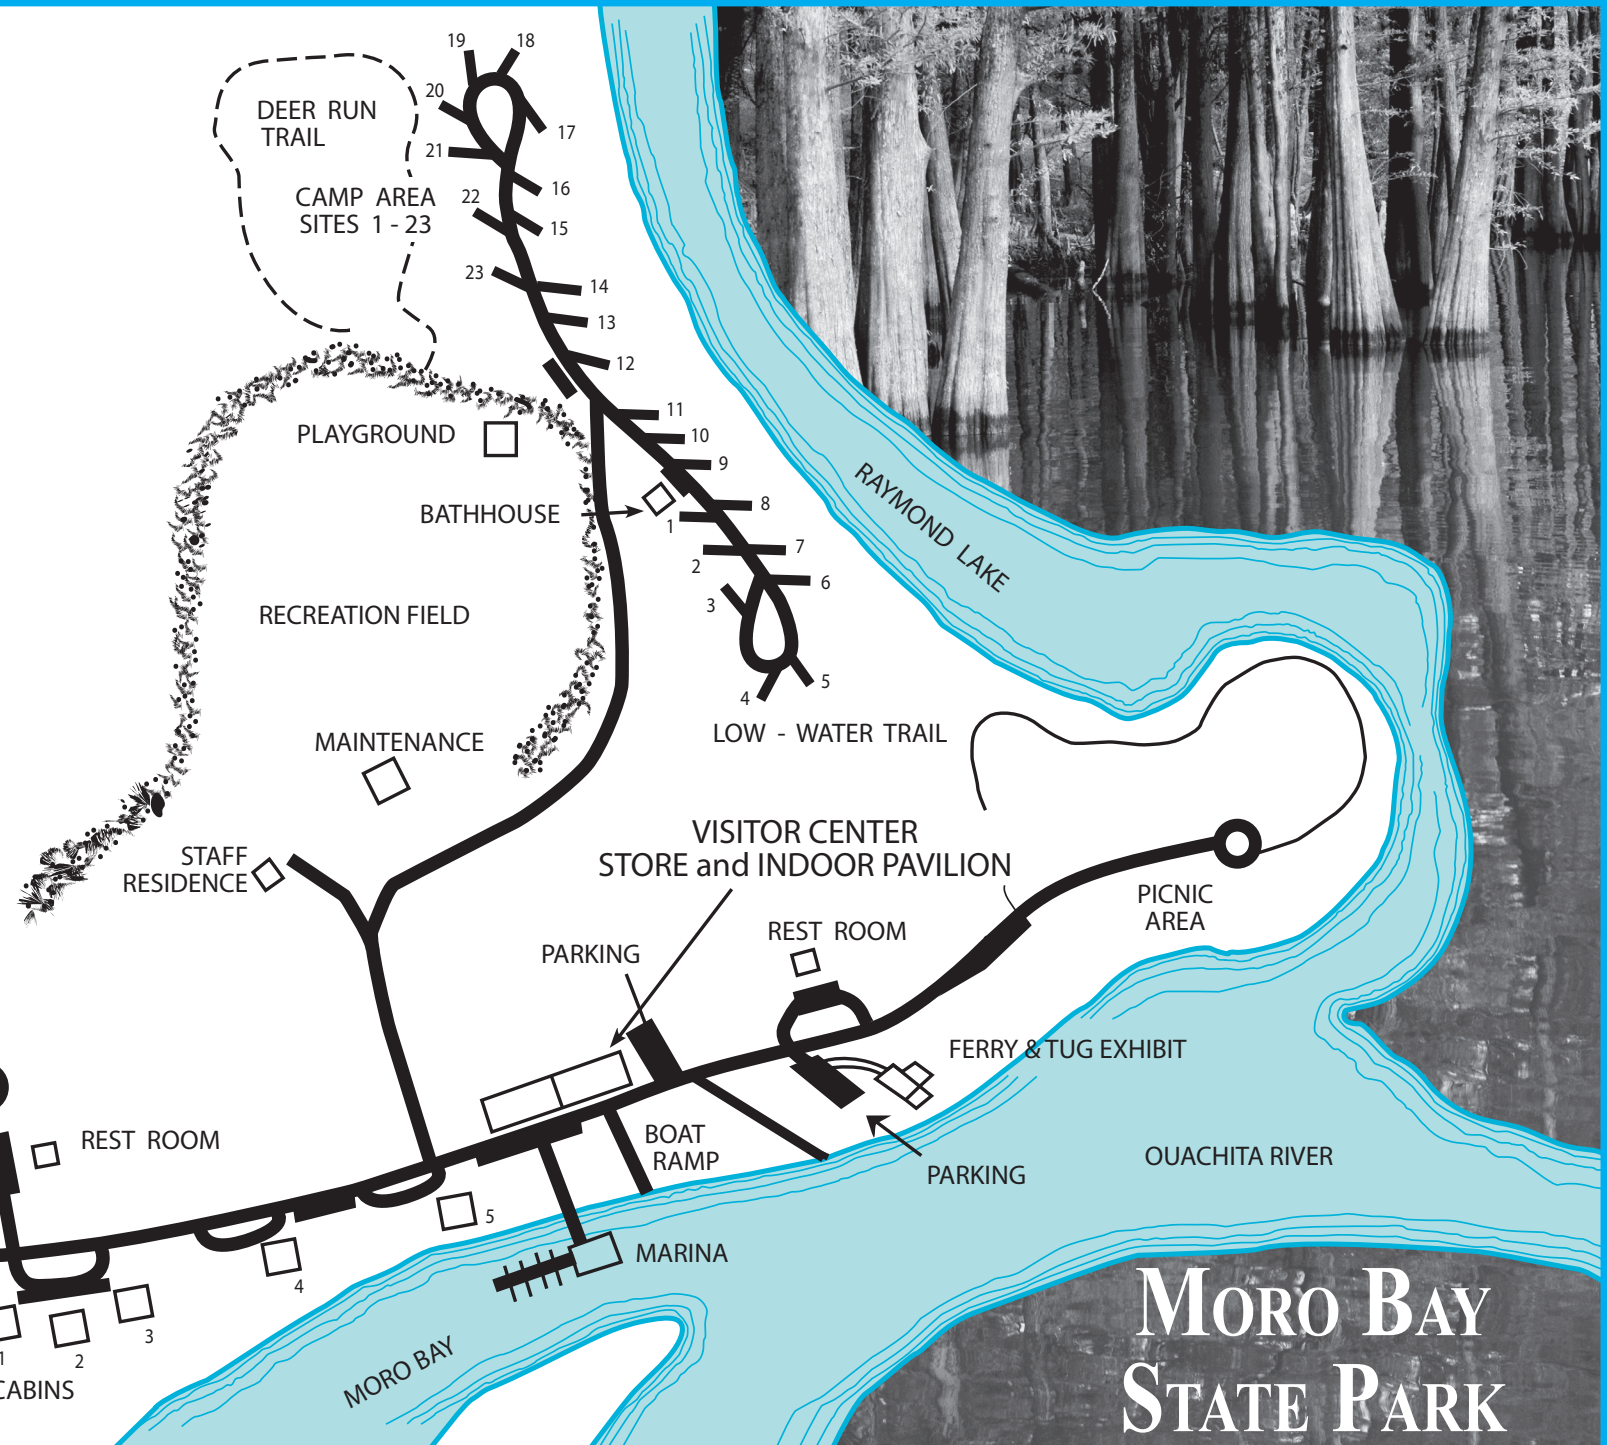 19
18
20
17
21
16
22
15
23
14
13
12
11
10
9
8
1
7
2
6
3
5
4
DEER RUN
TRAIL
CAMP AREA
SITES 1 - 23
PLAYGROUND
BATHHOUSE
RECREATION FIELD
RAYMOND LAKE
LOW - WATER TRAIL
MAINTENANCE
STAFF
RESIDENCE
VISITOR CENTER
STORE and INDOOR PAVILION
PICNIC
AREA
REST ROOM
PARKING
FERRY & TUG EXHIBIT
REST ROOM
BOAT
RAMP
PARKING
OUACHITA RIVER
5
MARINA
4
3
2
1
CABINS
MORO BAY
MORO BAY
STATE PARK